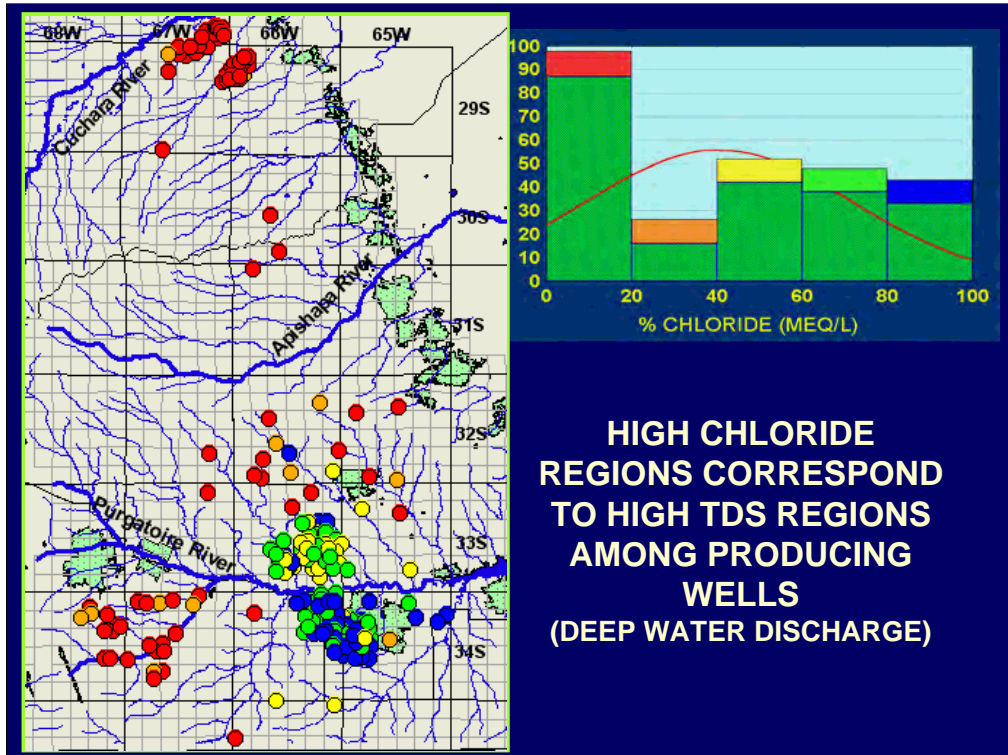 68W 67W 66W 65W
Cuchara River
29S
30S
Apishapa River
31S
32S
Purgatoire River
33S
34S
100
90
80
70
60
50
40
30
20
10
0
0 20 40 60 80 100
% CHLORIDE (MEQ/L)
HIGH CHLORIDE
REGIONS CORRESPOND
TO HIGH TDS REGIONS
AMONG PRODUCING
WELLS
(DEEP WATER DISCHARGE)